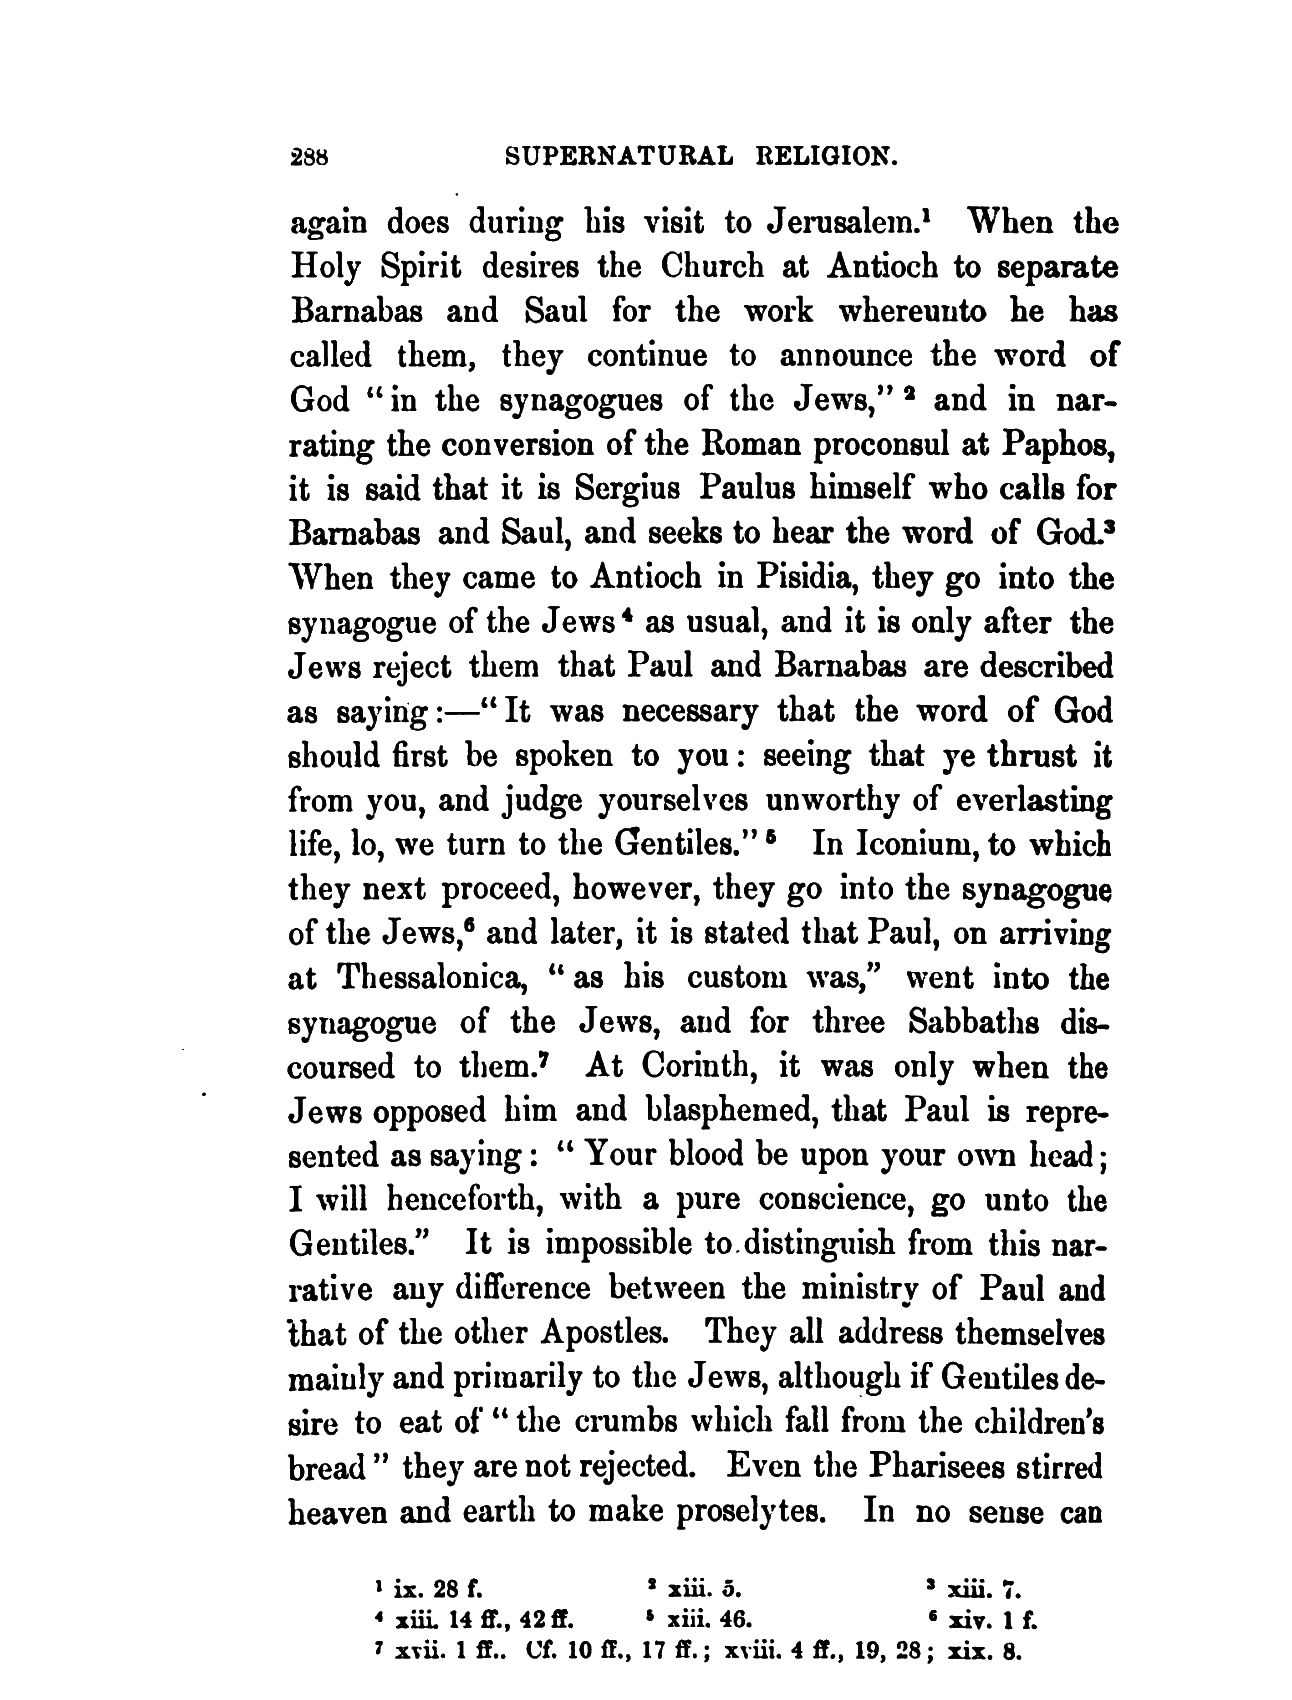 288 SUPERNATURAL RELIGION.
again does during his visit to Jerusalem.¹ When the
Holy Spirit desires the Church at Antioch to separate
Barnabas and Saul for the work whereunto he has
called them, they continue to announce the word of
God “in the synagogues of the Jews,” ² and in nar-
rating the conversion of the Roman proconsul at Paphos,
it is said that it is Sergius Paulus himself who calls for
Barnabas and Saul, and seeks to hear the word of God.³
When they came to Antioch in Pisidia, they go into the
synagogue of the Jews⁴ as usual, and it is only after the
Jews reject them that Paul and Barnabas are described
as saying:—“It was necessary that the word of God
should first be spoken to you: seeing that ye thrust it
from you, and judge yourselves unworthy of everlasting
life, lo, we turn to the Gentiles.” ⁵ In Iconium, to which
they next proceed, however, they go into the synagogue
of the Jews,⁶ and later, it is stated that Paul, on arriving
at Thessalonica, “as his custom was,” went into the
synagogue of the Jews, and for three Sabbaths dis-
coursed to them.⁷ At Corinth, it was only when the
Jews opposed him and blasphemed, that Paul is repre-
sented as saying: “Your blood be upon your own head;
I will henceforth, with a pure conscience, go unto the
Gentiles.” It is impossible to distinguish from this nar-
rative any difference between the ministry of Paul and
that of the other Apostles. They all address themselves
mainly and primarily to the Jews, although if Gentiles de-
sire to eat of “the crumbs which fall from the children's
bread” they are not rejected. Even the Pharisees stirred
heaven and earth to make proselytes. In no sense can
¹ ix. 28 f. ² xiii. 5. ³ xiii. 7.
⁴ xiii. 14 ff., 42 ff. ⁵ xiii. 46. ⁶ xiv. 1 f.
⁷ xvii. 1 ff.. Cf. 10 ff., 17 ff.; xviii. 4 ff., 19, 28; xix. 8.